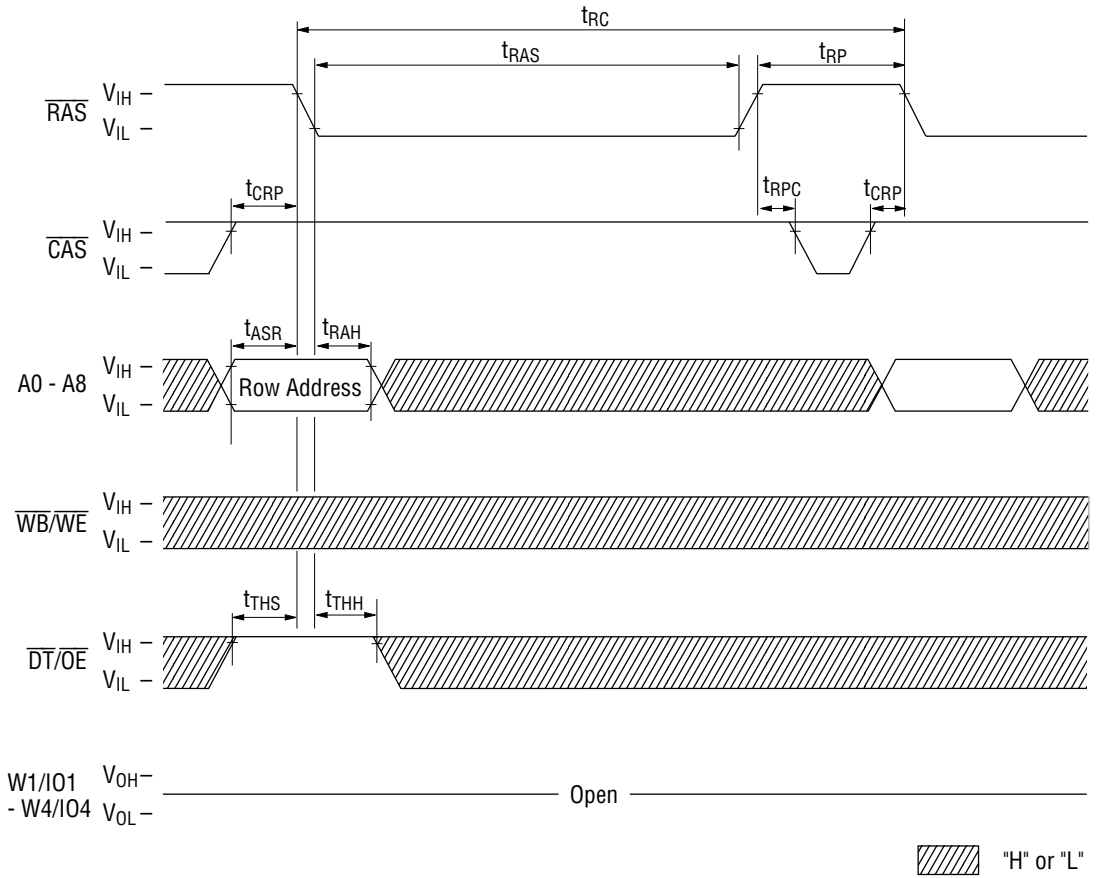 tRC
tRAS
tRP
RAS
VIH –
VIL –
tCRP
tRPC
tCRP
CAS
VIH –
VIL –
tASR
tRAH
A0 - A8
VIH –
VIL –
Row Address
WB/WE
VIH –
VIL –
tTHS
tTHH
DT/OE
VIH –
VIL –
W1/IO1
- W4/IO4
VOH –
VOL –
Open
"H" or "L"